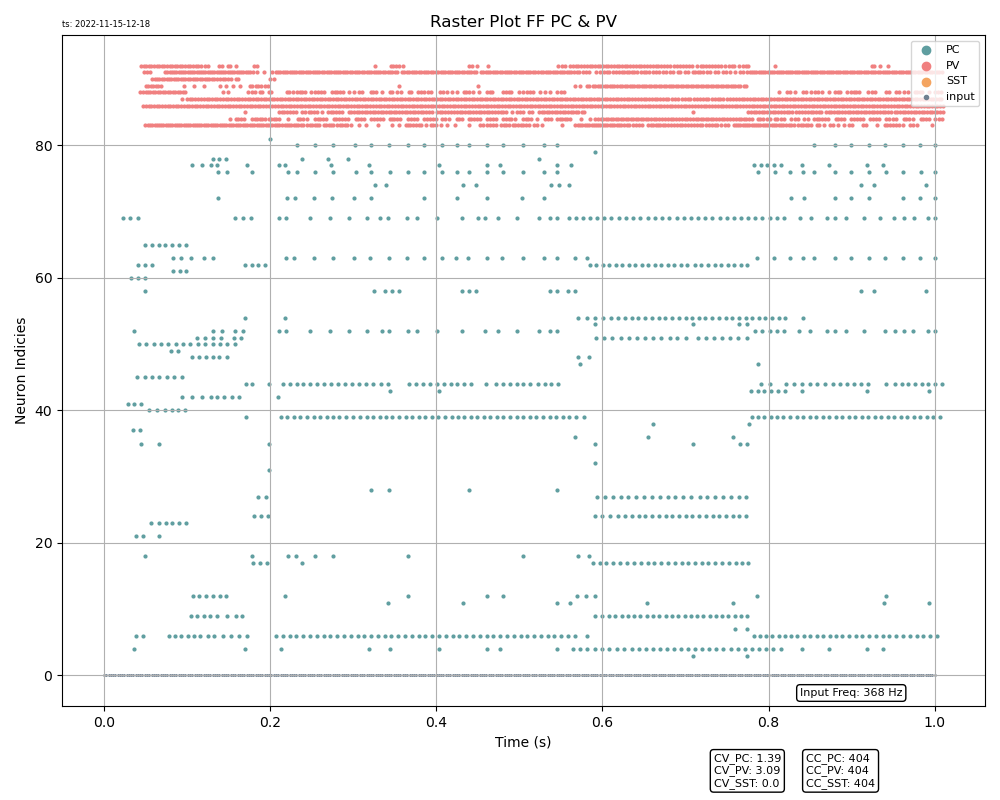 ts: 2022-11-15-12-18
Raster Plot FF PC & PV
PC
PV
SST
input
80
60
40
20
0
Neuron Indicies
Input Freq: 368 Hz
0.0 0.2 0.4 0.6 0.8 1.0
Time (s)
CV_PC: 1.39
CV_PV: 3.09
CV_SST: 0.0
CC_PC: 404
CC_PV: 404
CC_SST: 404